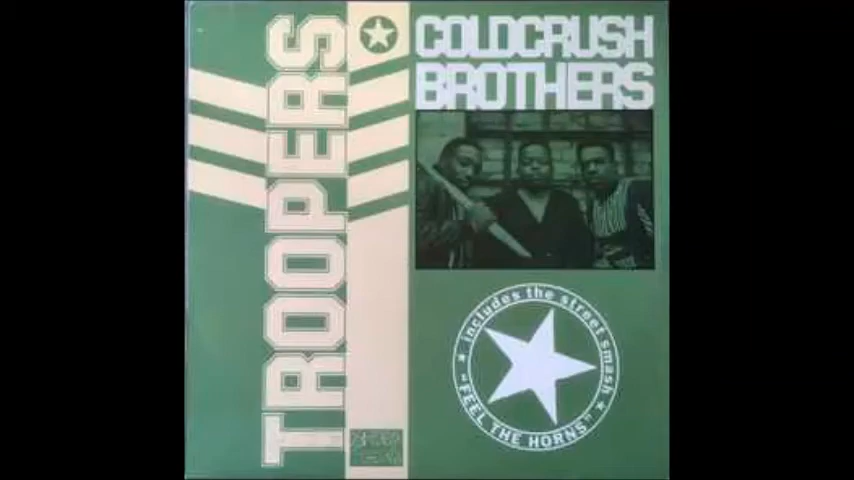 TROOPERS
COLDCRUSH
BROTHERS
includes the street smash
"FEEL THE HORNS"